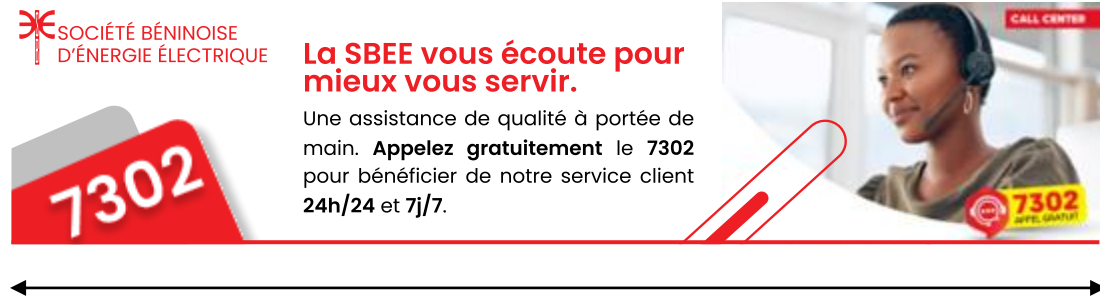 SOCIÉTÉ BÉNINOISE
D'ÉNERGIE ÉLECTRIQUE
7302
La SBEE vous écoute pour
mieux vous servir.
Une assistance de qualité à portée de
main. Appelez gratuitement le 7302
pour bénéficier de notre service client
24h/24 et 7j/7.
CALL CENTER
7302
APPEL GRATUIT